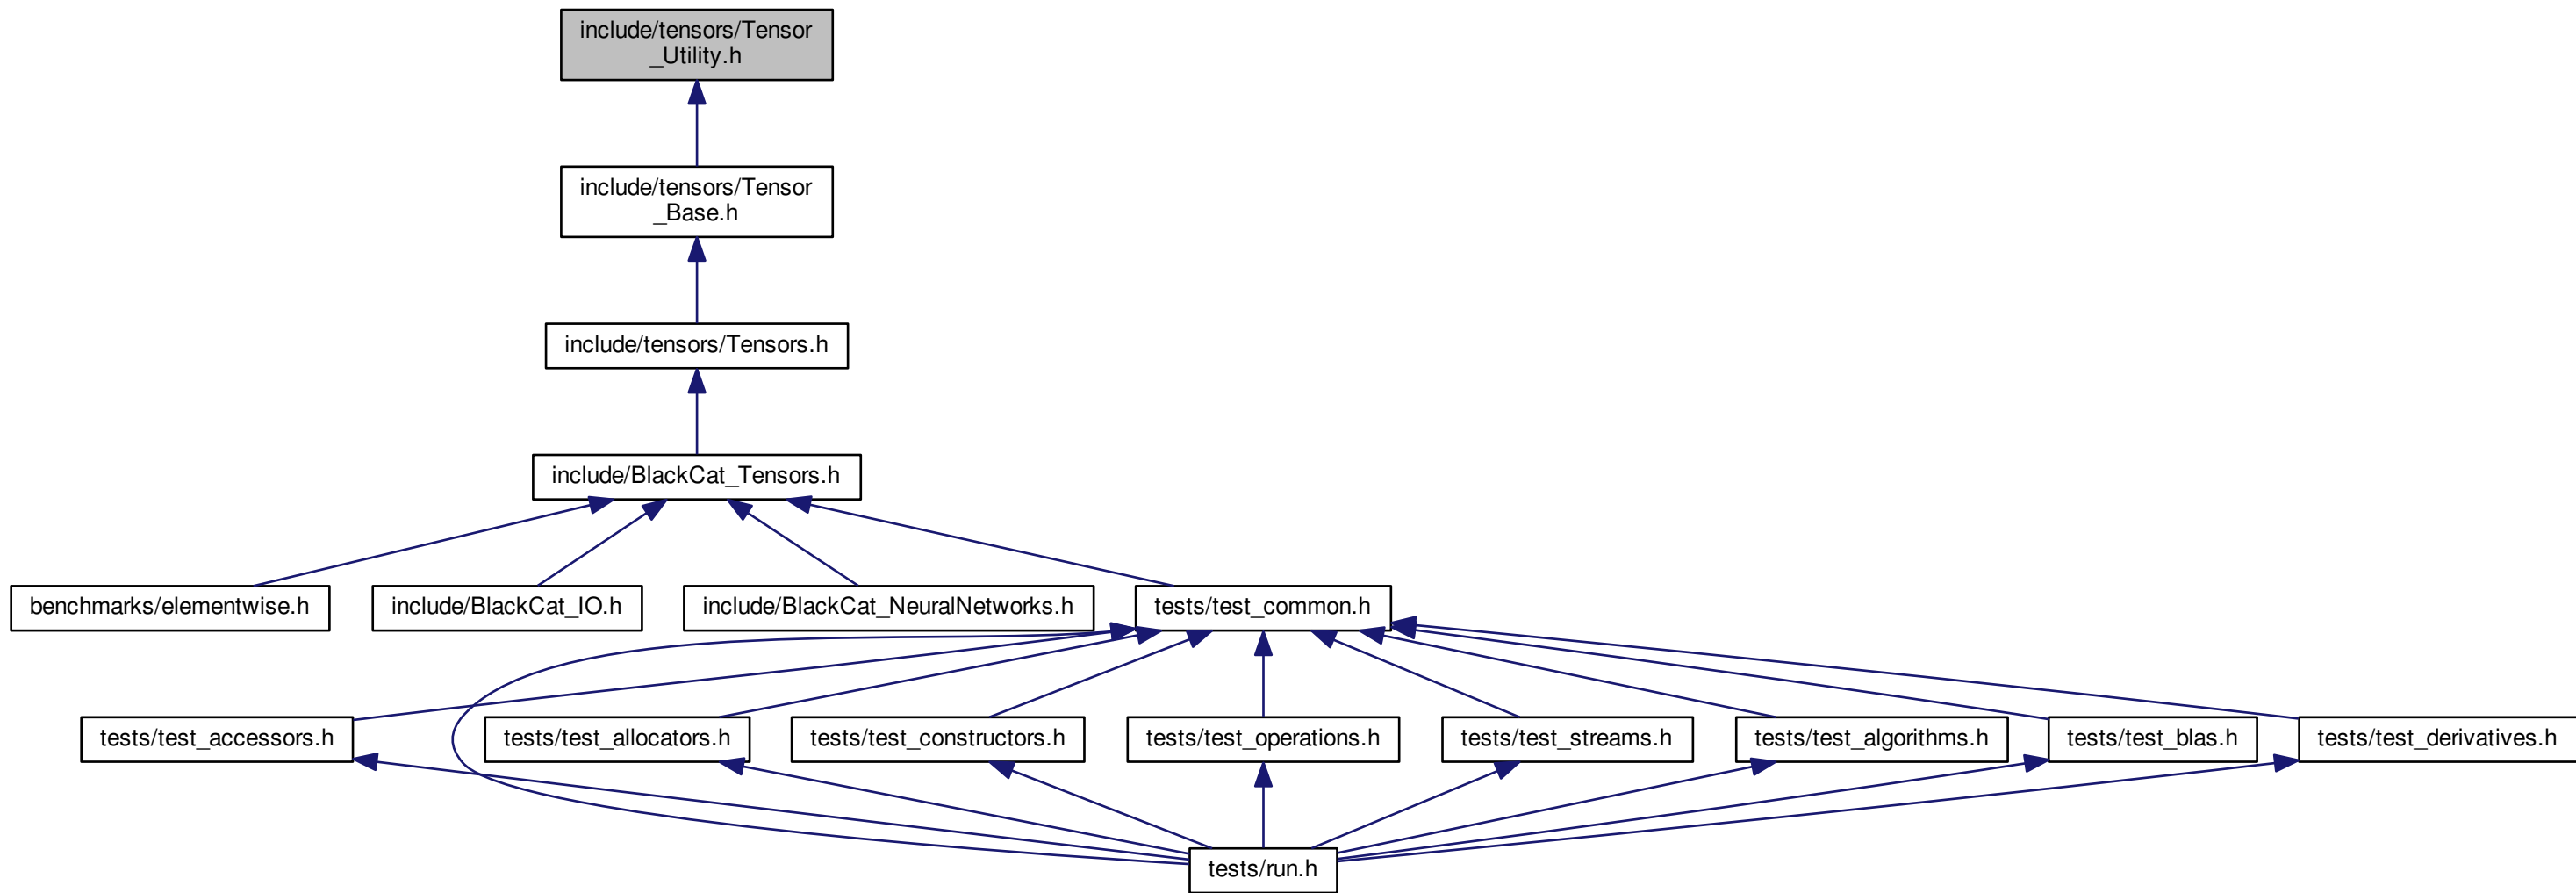 include/tensors/Tensor
_Utility.h
include/tensors/Tensor
_Base.h
include/tensors/Tensors.h
include/BlackCat_Tensors.h
benchmarks/elementwise.h
include/BlackCat_IO.h
include/BlackCat_NeuralNetworks.h
tests/test_common.h
tests/test_accessors.h
tests/test_allocators.h
tests/test_constructors.h
tests/test_operations.h
tests/test_streams.h
tests/test_algorithms.h
tests/test_blas.h
tests/test_derivatives.h
tests/run.h